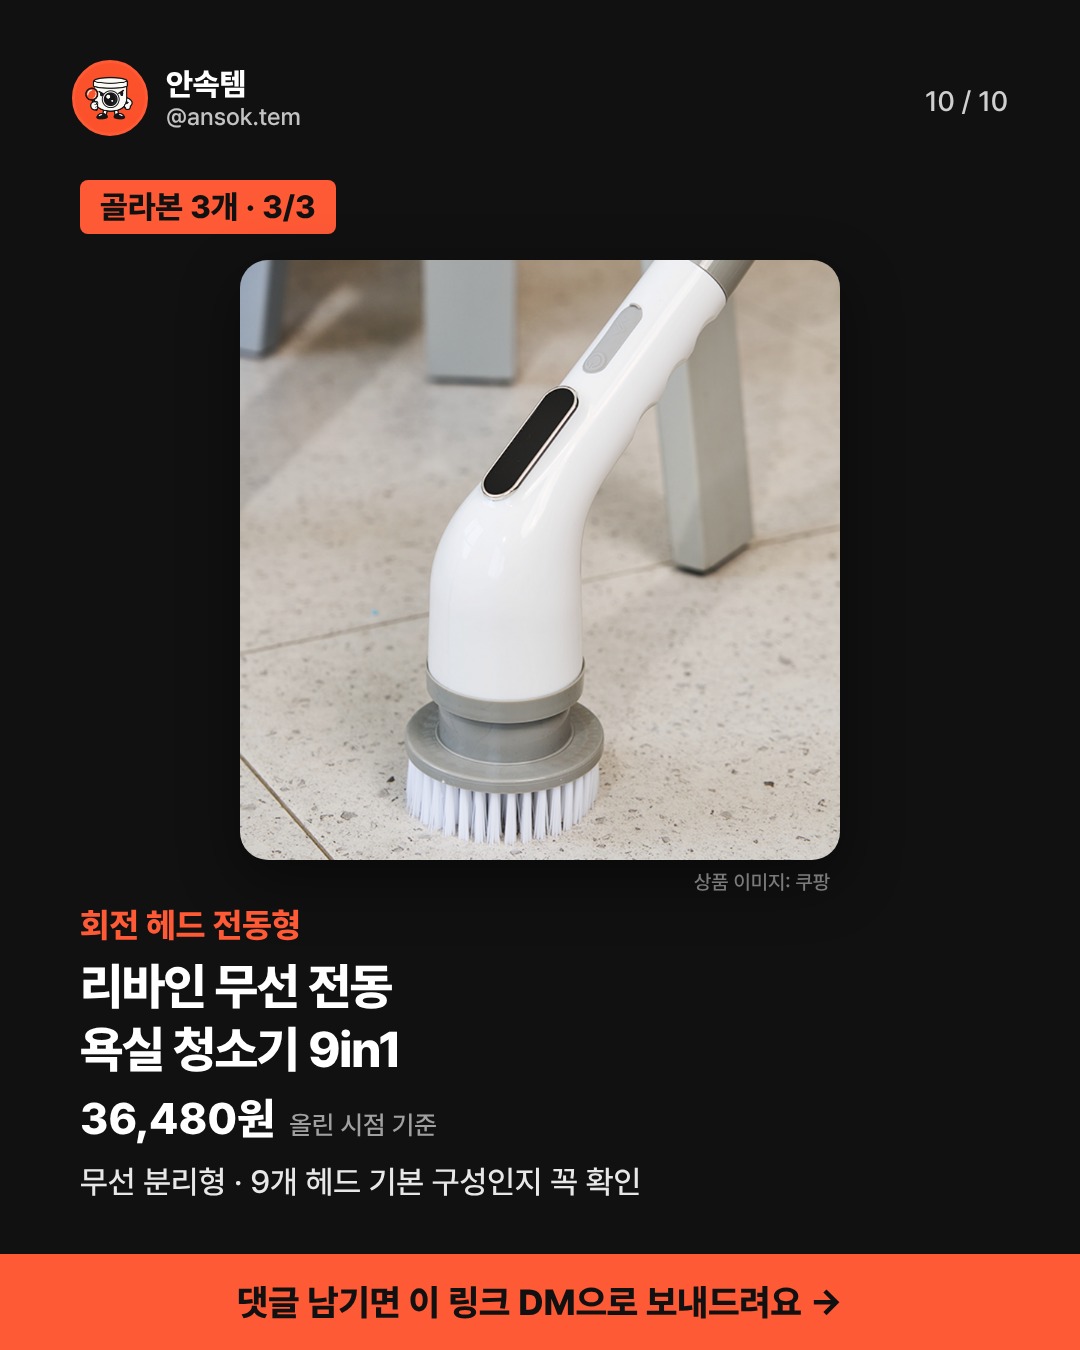 안속템
@ansok.tem
10 / 10
골라본 3개 · 3/3
상품 이미지: 쿠팡
회전 헤드 전동형
리바인 무선 전동
욕실 청소기 9in1
36,480원 올린 시점 기준
무선 분리형 · 9개 헤드 기본 구성인지 꼭 확인
댓글 남기면 이 링크 DM으로 보내드려요 →